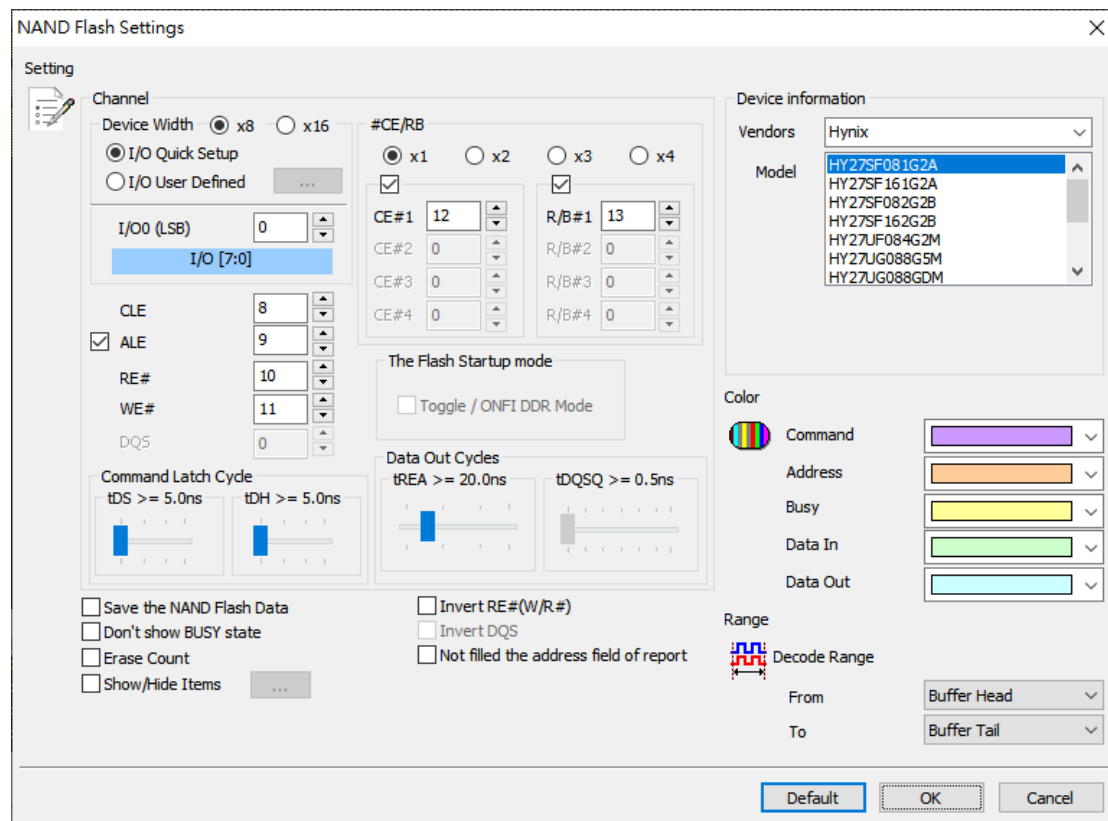 NAND Flash Settings
Setting
Channel
Device Width x8 x16
I/O Quick Setup
I/O User Defined ...
I/O0 (LSB) 0
I/O [7:0]
CLE 8
ALE 9
RE# 10
WE# 11
DQS 0
#CE/RB
x1 x2 x3 x4
CE#1 12 R/B#1 13
CE#2 0 R/B#2 0
CE#3 0 R/B#3 0
CE#4 0 R/B#4 0
The Flash Startup mode
Toggle / ONFI DDR Mode
Command Latch Cycle
tDS >= 5.0ns tDH >= 5.0ns
Data Out Cycles
tREA >= 20.0ns tDQSQ >= 0.5ns
Save the NAND Flash Data
Don't show BUSY state
Erase Count
Show/Hide Items ...
Invert RE#(W/R#)
Invert DQS
Not filled the address field of report
Device information
Vendors Hynix
Model
HY27SF081G2A
HY27SF161G2A
HY27SF082G2B
HY27SF162G2B
HY27UF084G2M
HY27UG088G5M
HY27UG088GDM
Color
Command
Address
Busy
Data In
Data Out
Range
Decode Range
From Buffer Head
To Buffer Tail
Default OK Cancel